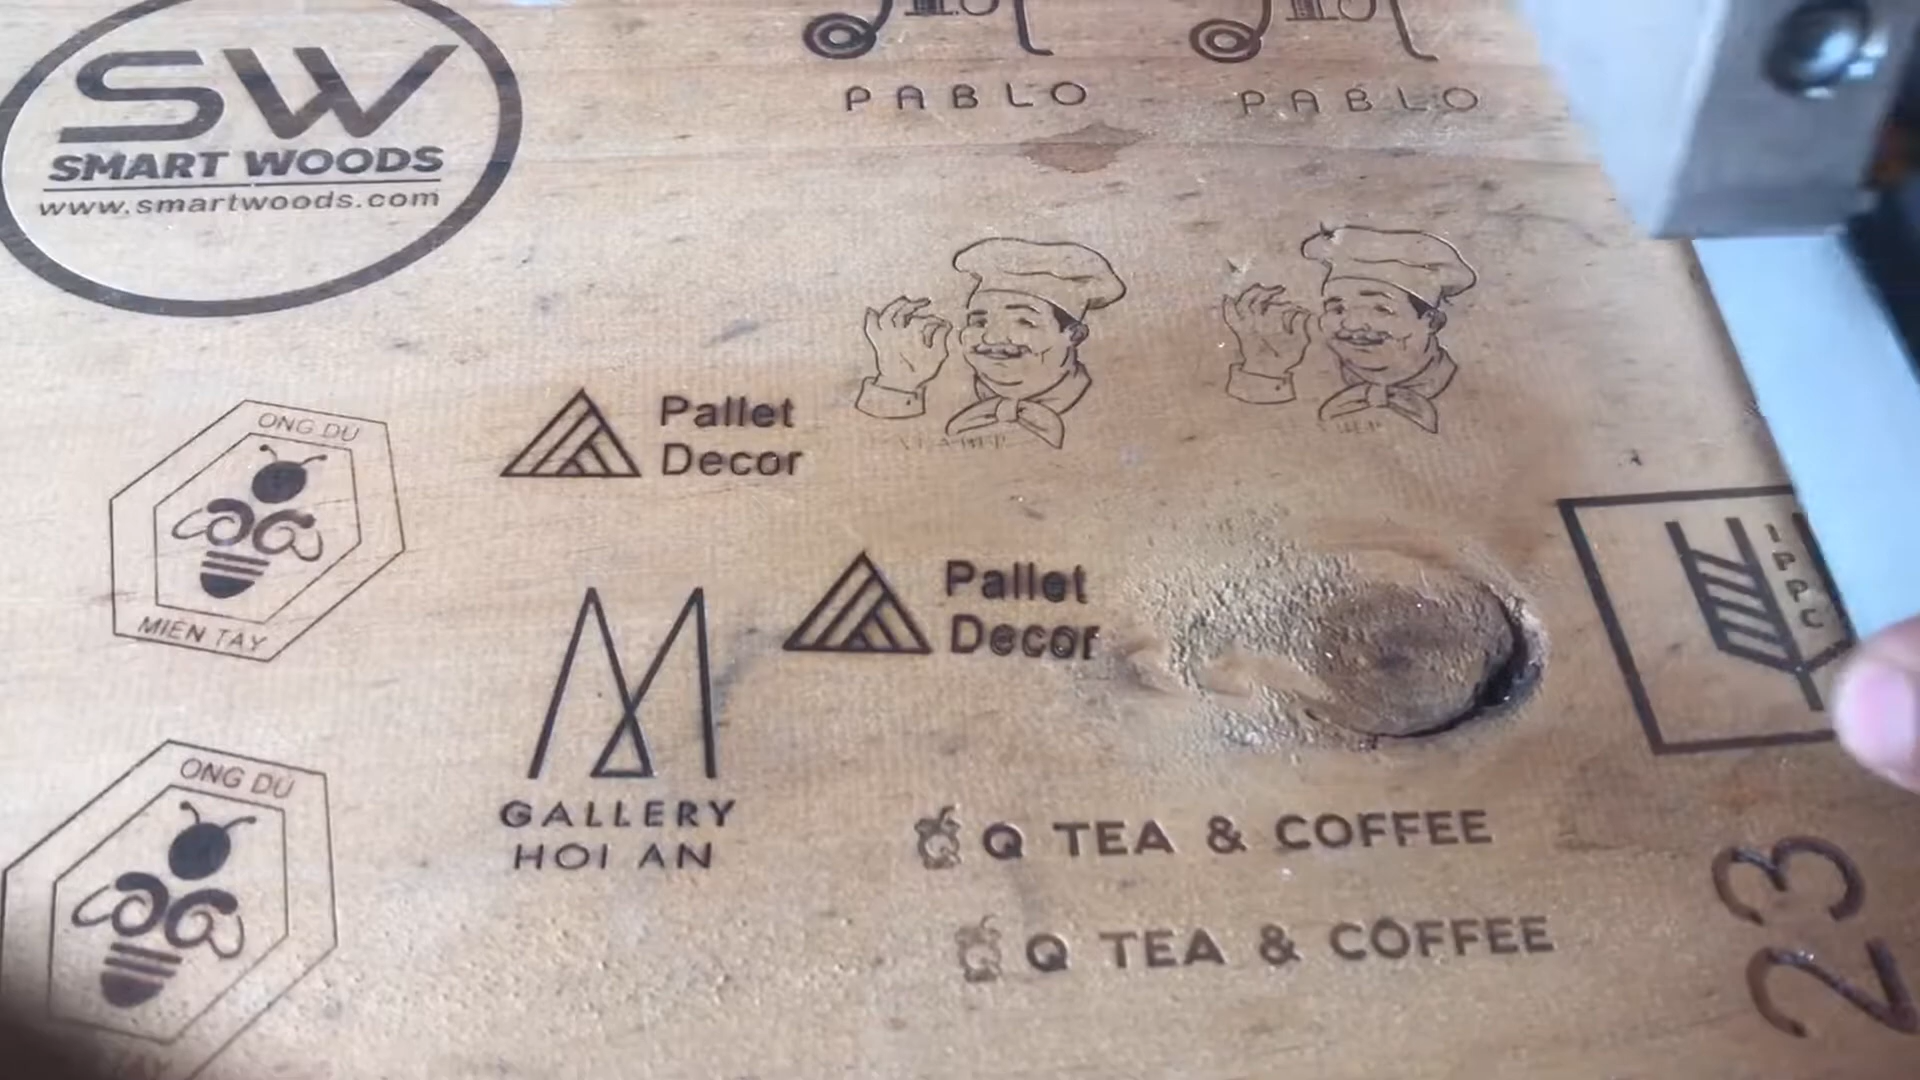 SW
SMART WOODS
www.smartwoods.com
PABLO
PABLO
ONG DU
MIEN TAY
Pallet
Decor
Pallet
Decor
IPPC
GALLERY
HOI AN
ONG DU
Q TEA & COFFEE
Q TEA & COFFEE
23